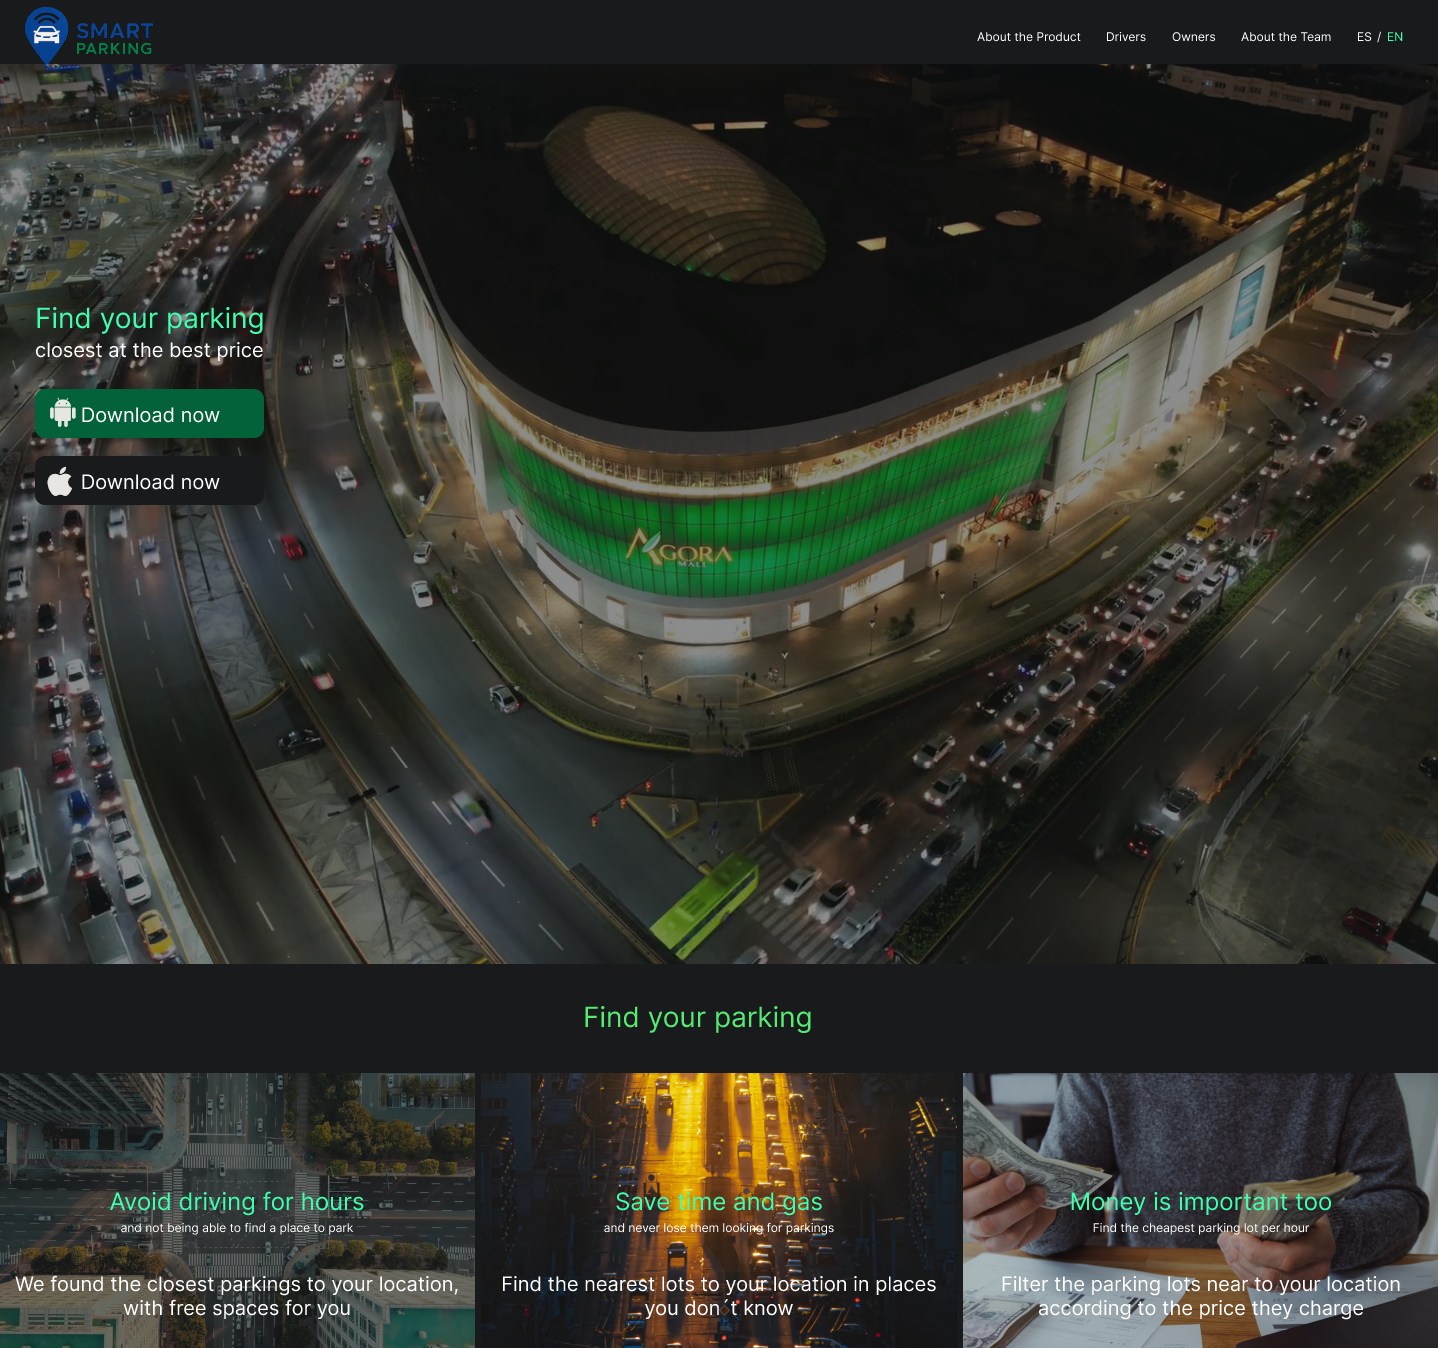 SMART
PARKING
About the Product
Drivers
Owners
About the Team
ES / EN
Find your parking
closest at the best price
Download now
Download now
AGORA
MALL
AGORA
Find your parking
Avoid driving for hours
and not being able to find a place to park
We found the closest parkings to your location,
with free spaces for you
Save time and gas
and never lose them looking for parkings
Find the nearest lots to your location in places
you don´t know
Money is important too
Find the cheapest parking lot per hour
Filter the parking lots near to your location
according to the price they charge